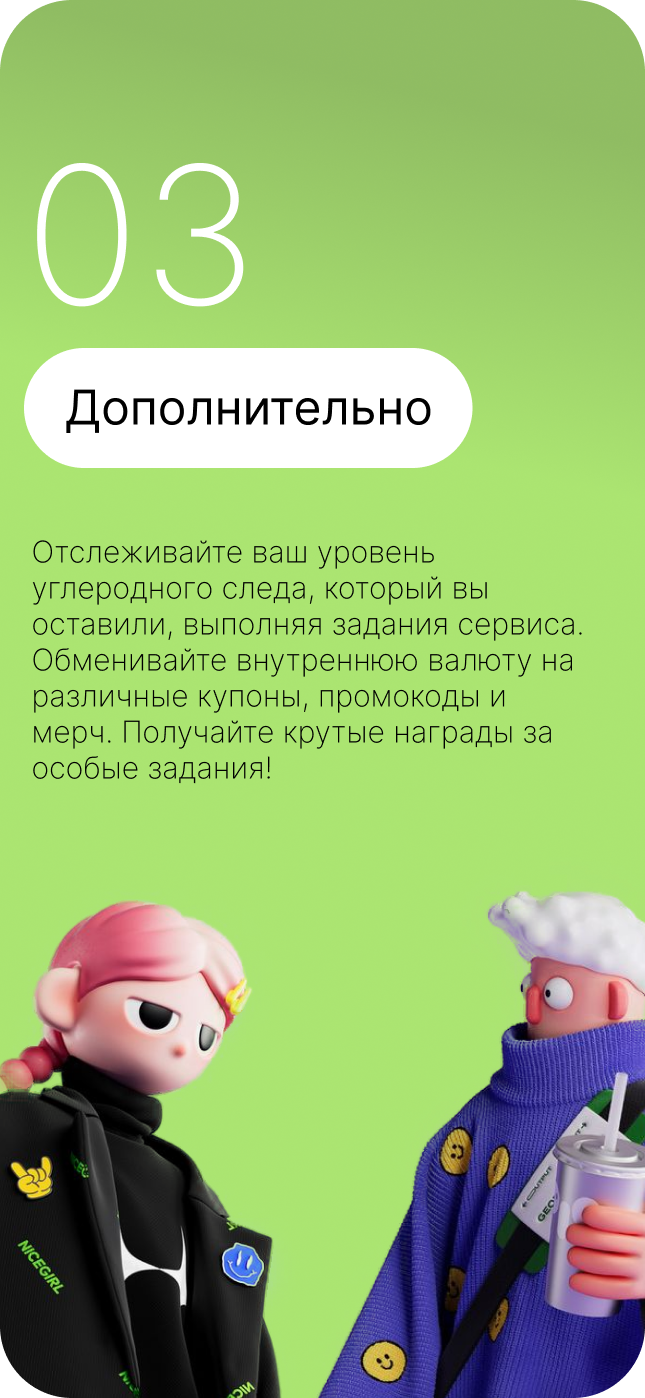 03
Дополнительно
Отслеживайте ваш уровень
углеродного следа, который вы
оставили, выполняя задания сервиса.
Обменивайте внутреннюю валюту на
различные купоны, промокоды и
мерч. Получайте крутые награды за
особые задания!
NICEGIRL